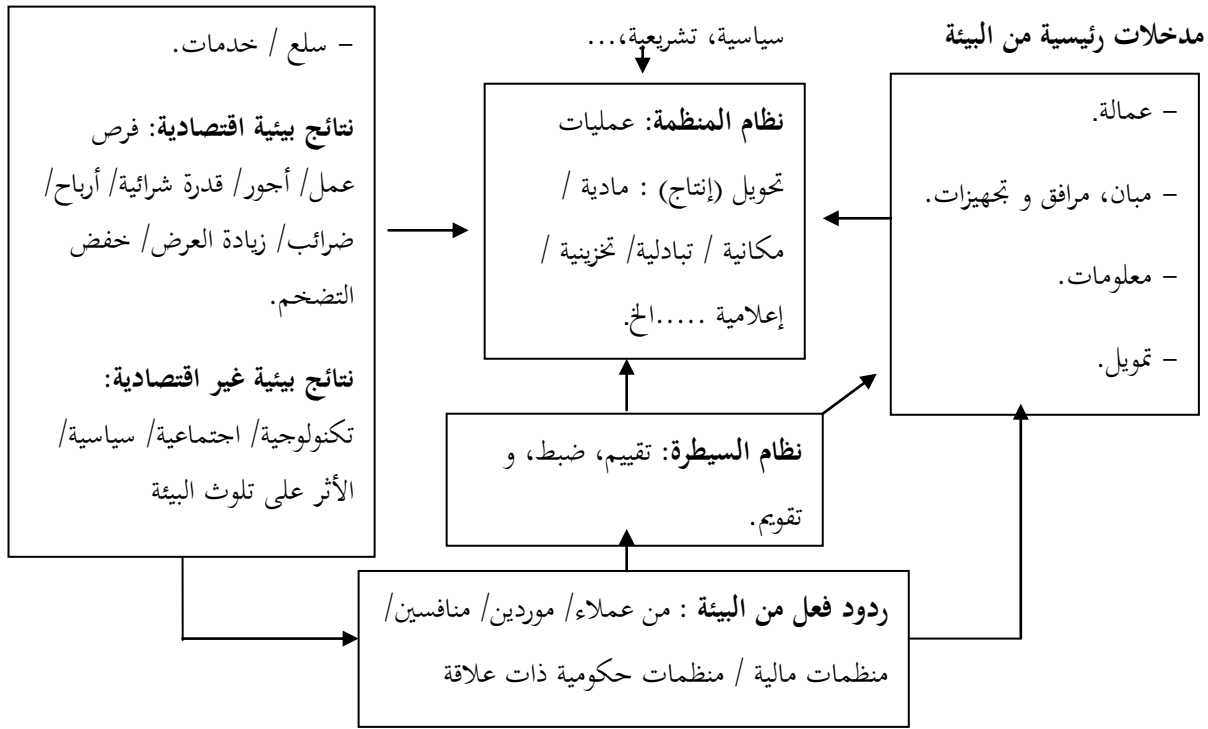 مدخلات رئيسية من البيئة
– عمالة.
– مبان، مرافق و تجهيزات.
– معلومات.
– تمويل.
سياسية، تشريعية،...
نظام المنظمة: عمليات
تحويل (إنتاج) : مادية /
مكانية / تبادلية/ تخزينية /
إعلامية .....الخ.
نظام السيطرة: تقييم، ضبط، و
تقويم.
– سلع / خدمات.
نتائج بيئية اقتصادية: فرص
عمل/ أجور/ قدرة شرائية/ أرباح/
ضرائب/ زيادة العرض/ خفض
التضخم.
نتائج بيئية غير اقتصادية:
تكنولوجية/ اجتماعية/ سياسية/
الأثر على تلوث البيئة
ردود فعل من البيئة : من عملاء/ موردين/ منافسين/
منظمات مالية / منظمات حكومية ذات علاقة